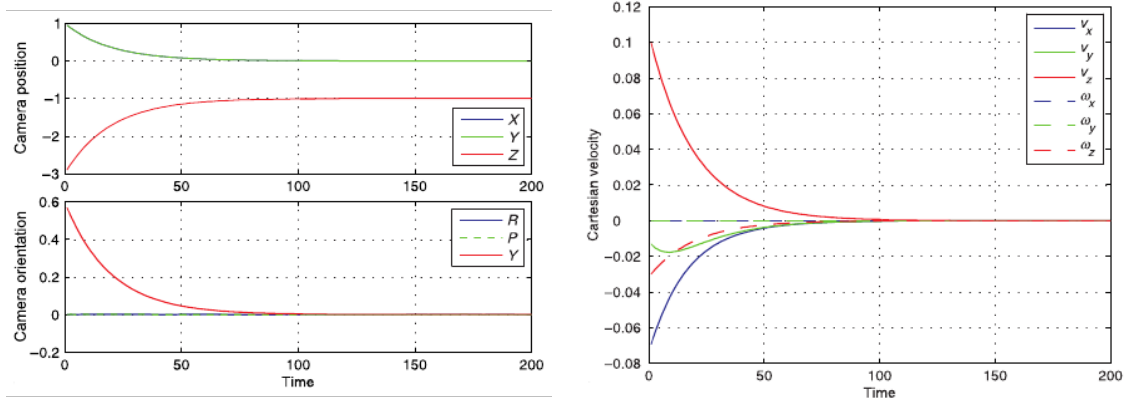 Camera position
1
0
−1
−2
−3
0
50
100
150
200
X
Y
Z
Camera orientation
0.6
0.4
0.2
0
−0.2
0
50
100
150
200
Time
R
P
Y
Cartesian velocity
0.12
0.1
0.08
0.06
0.04
0.02
0
−0.02
−0.04
−0.06
−0.08
0
50
100
150
200
Time
vx
vy
vz
ωx
ωy
ωz